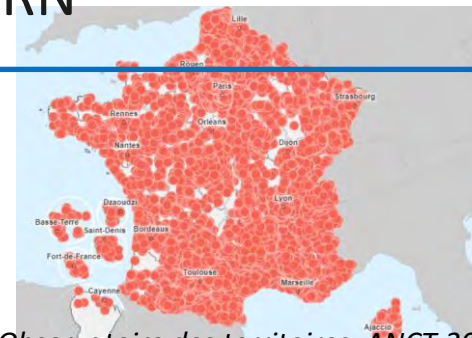 RN
Lille
Rouen
Paris
Strasbourg
Rennes
Orléans
Nantes
Dijon
Dzaoudzi
Lyon
Basse-Terre
Saint-Denis
Bordeaux
Fort-de-France
Toulouse
Marseille
Cayenne
Ajaccio
Observatoire des territoires, ANCT 20